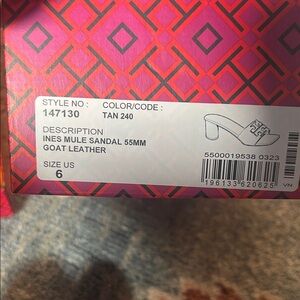 STYLE NO : COLOR/CODE :
147130 TAN 240
DESCRIPTION
INES MULE SANDAL 55MM
GOAT LEATHER
5500019538 0323
SIZE US
6
196133620625
VN